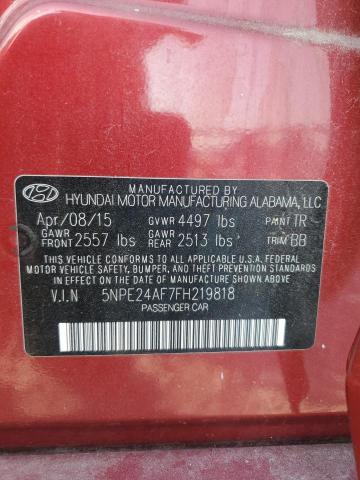 MANUFACTURED BY
HYUNDAI MOTOR MANUFACTURING ALABAMA, LLC
Apr/08/15 GVWR 4497 lbs PAINT TR
GAWR FRONT 2557 lbs GAWR REAR 2513 lbs TRIM BB
THIS VEHICLE CONFORMS TO ALL APPLICABLE U.S. FEDERAL
MOTOR VEHICLE SAFETY, BUMPER, AND THEFT PREVENTION
STANDARDS IN EFFECT ON THE DATE OF MANUFACTURE SHOWN ABOVE
V.I.N 5NPE24AF7FH219818
PASSENGER CAR